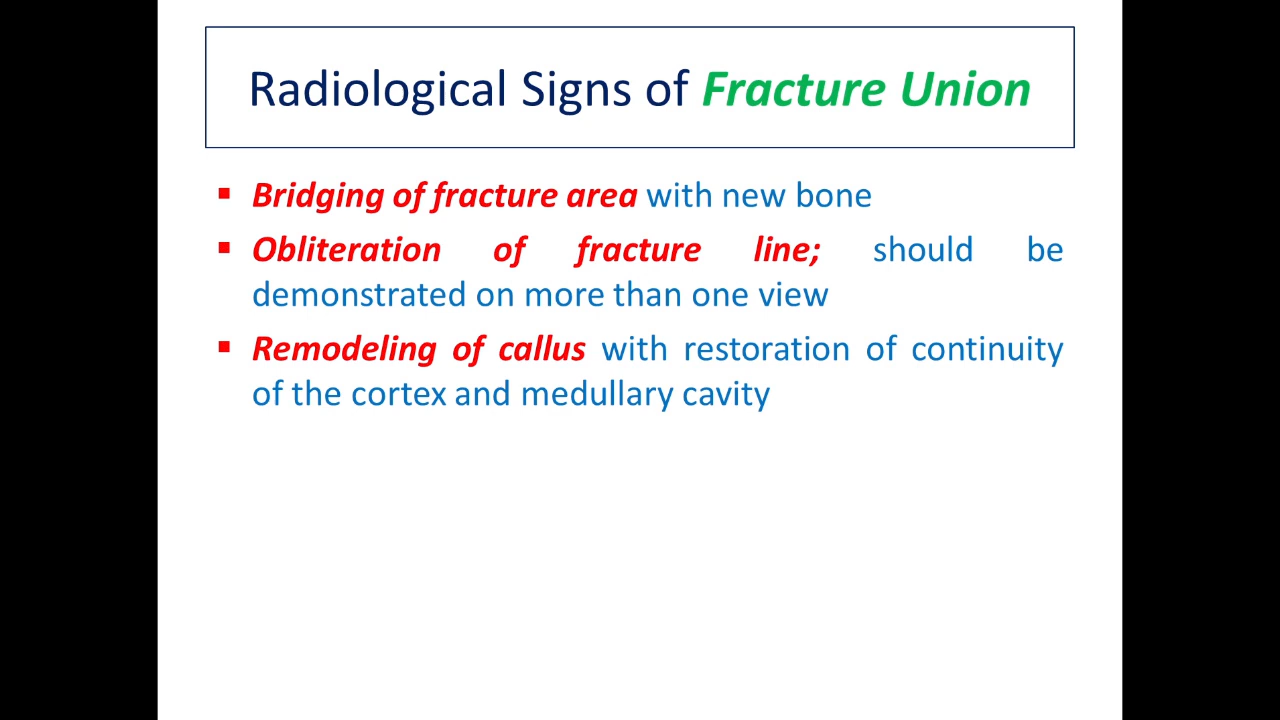 Radiological Signs of Fracture Union
▪ Bridging of fracture area with new bone
▪ Obliteration of fracture line; should be
demonstrated on more than one view
▪ Remodeling of callus with restoration of continuity
of the cortex and medullary cavity